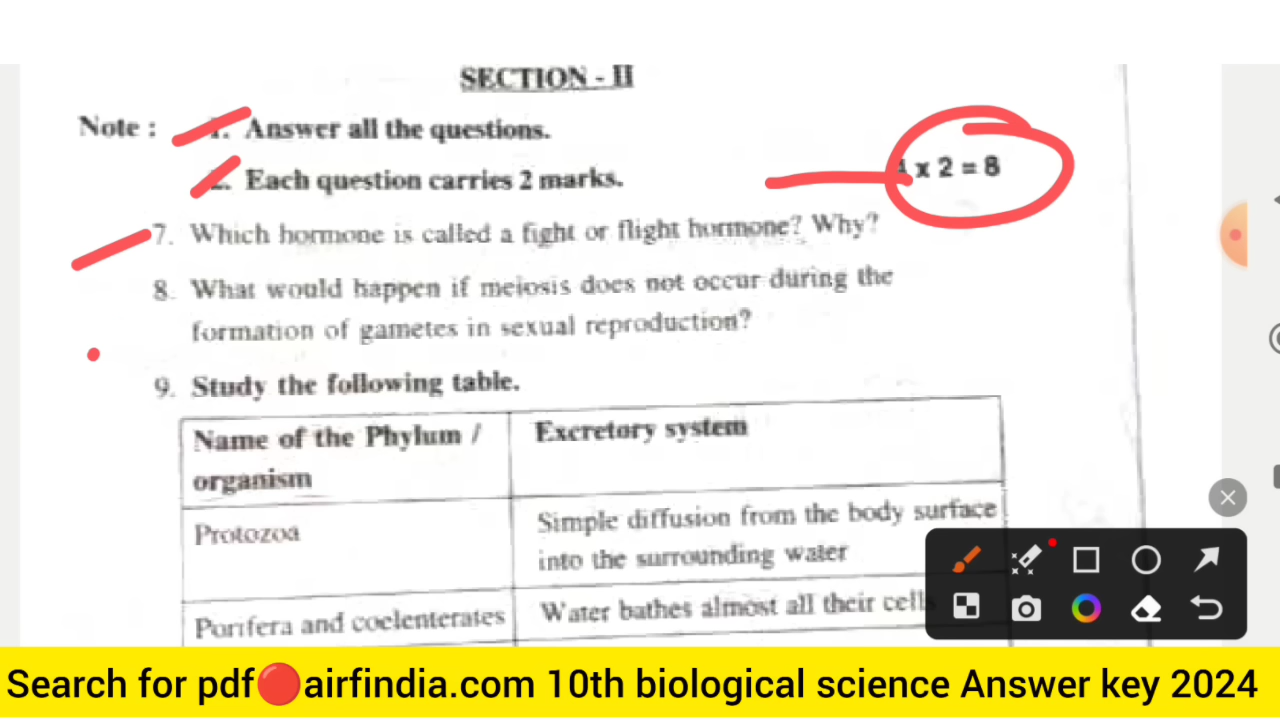 SECTION - II
Note : 1. Answer all the questions.
2. Each question carries 2 marks.
4 x 2 = 8
7. Which hormone is called a fight or flight hormone? Why?
8. What would happen if meiosis does not occur during the
formation of gametes in sexual reproduction?
9. Study the following table.
Name of the Phylum /
organism
Excretory system
Protozoa
Simple diffusion from the body surface
into the surrounding water
Porifera and coelenterates
Water bathes almost all their cells
Search for pdf🔴airfindia.com 10th biological science Answer key 2024